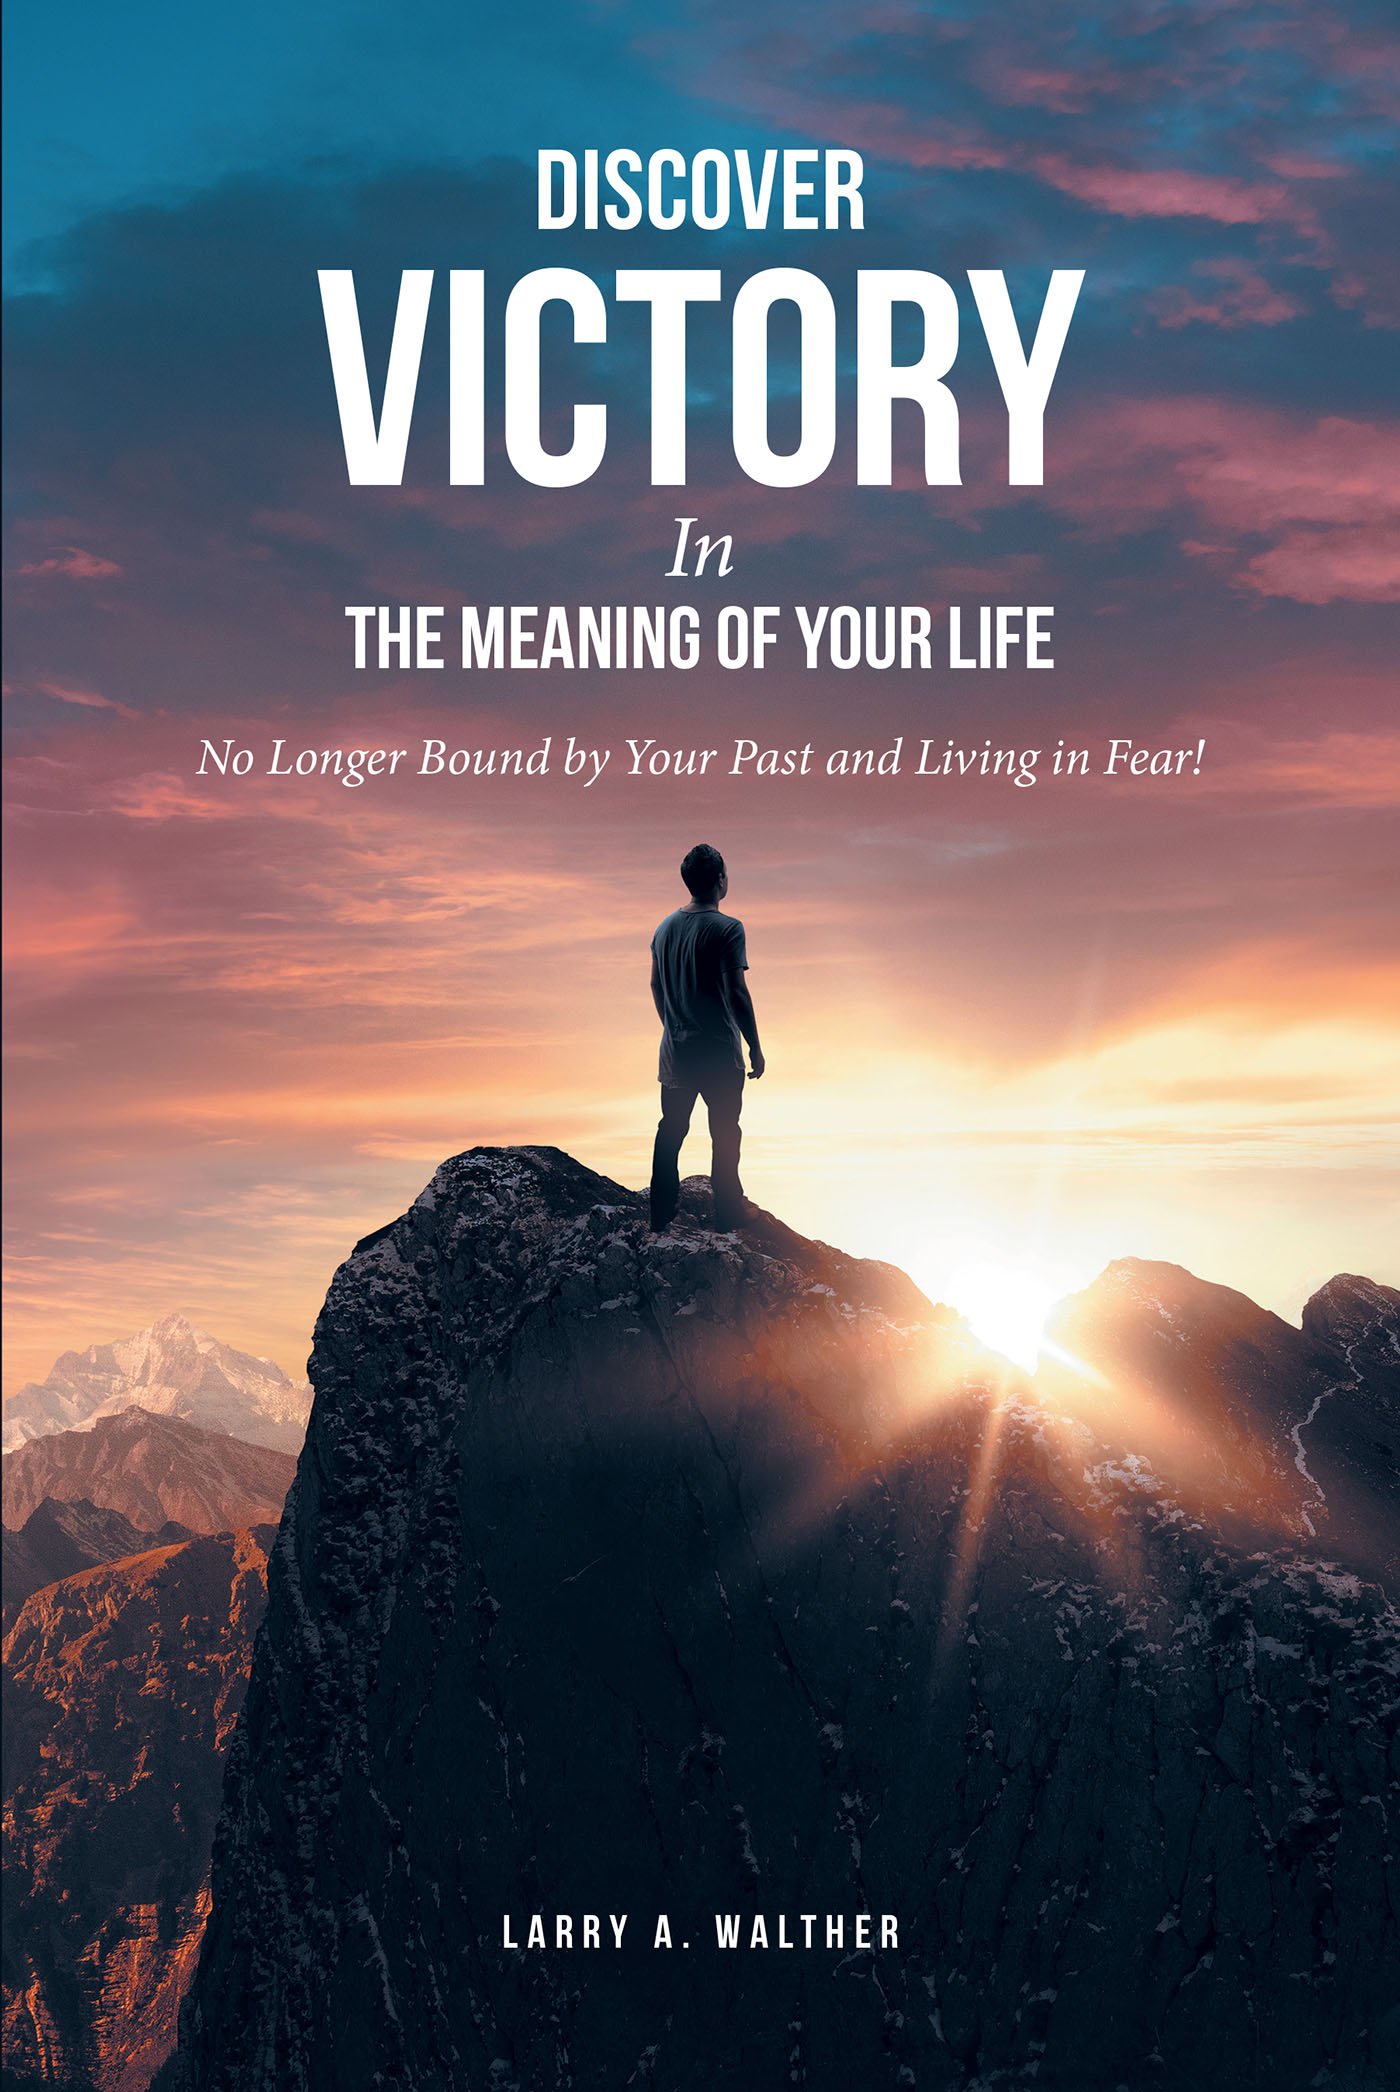 DISCOVER
VICTORY
In
THE MEANING OF YOUR LIFE
No Longer Bound by Your Past and Living in Fear!
LARRY A. WALTHER